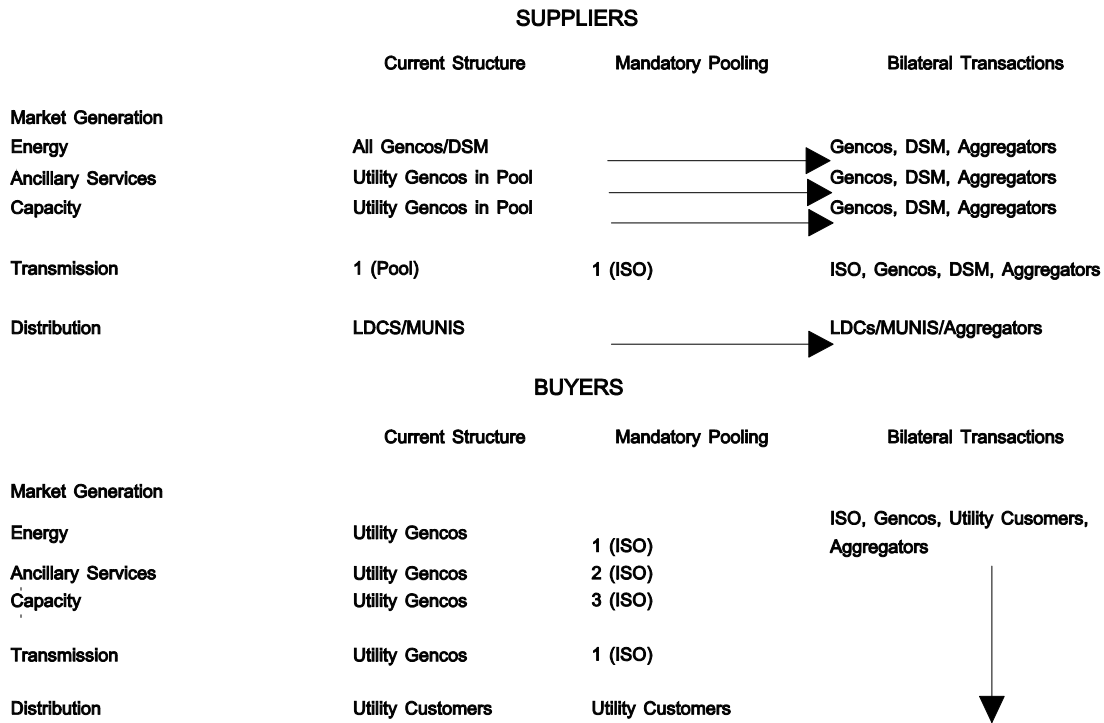 SUPPLIERS
Current Structure Mandatory Pooling Bilateral Transactions
Market Generation
Energy All Gencos/DSM Gencos, DSM, Aggregators
Ancillary Services Utility Gencos in Pool Gencos, DSM, Aggregators
Capacity Utility Gencos in Pool Gencos, DSM, Aggregators
Transmission 1 (Pool) 1 (ISO) ISO, Gencos, DSM, Aggregators
Distribution LDCS/MUNIS LDCs/MUNIS/Aggregators
BUYERS
Current Structure Mandatory Pooling Bilateral Transactions
Market Generation
Energy Utility Gencos 1 (ISO) ISO, Gencos, Utility Cusomers,
Aggregators
Ancillary Services Utility Gencos 2 (ISO)
Capacity Utility Gencos 3 (ISO)
Transmission Utility Gencos 1 (ISO)
Distribution Utility Customers Utility Customers